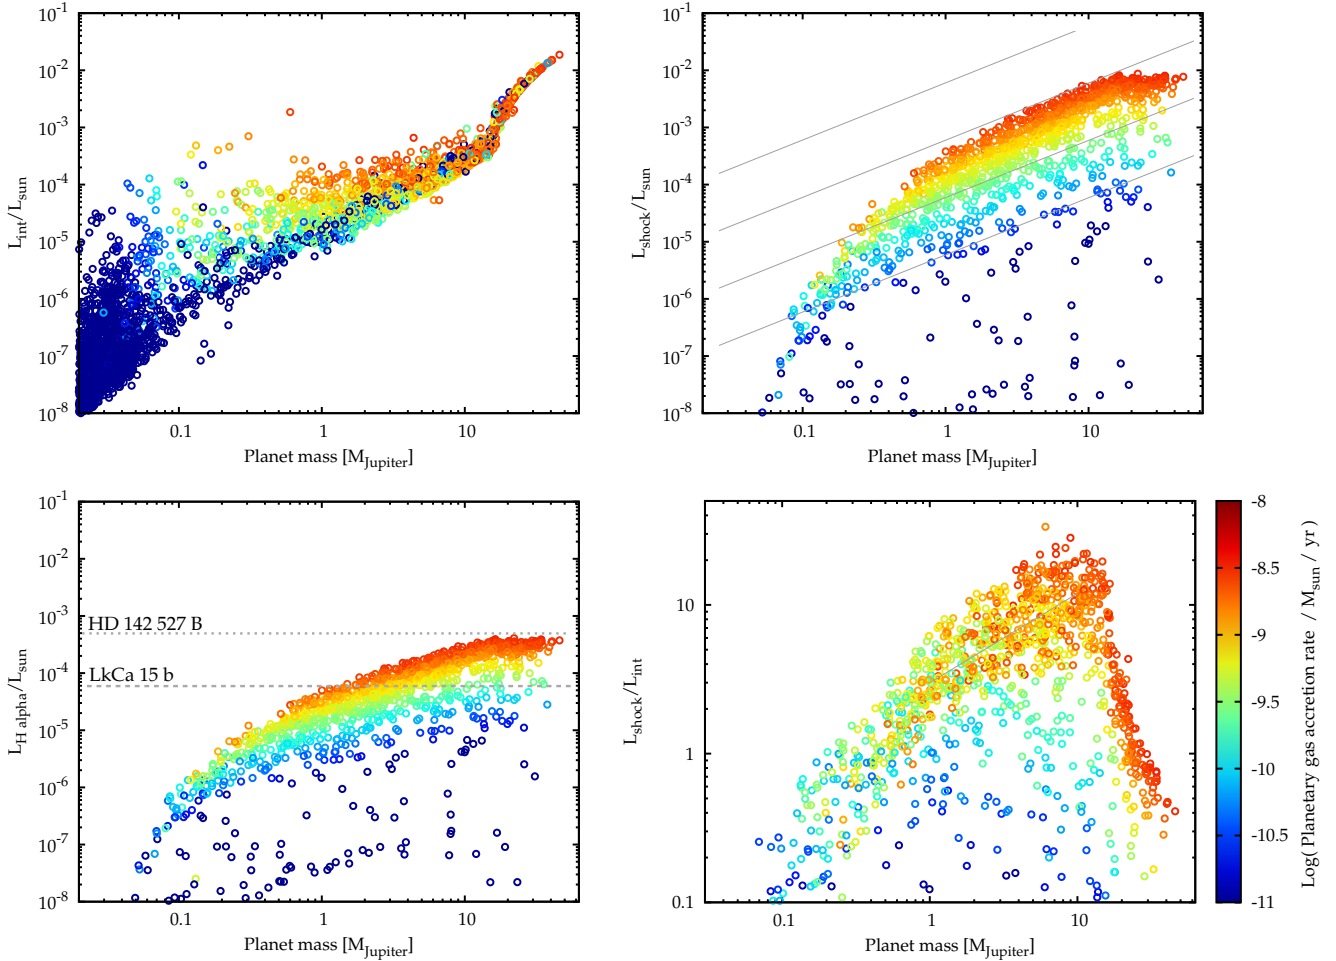 10^-1
10^-2
10^-3
10^-4
10^-5
10^-6
10^-7
10^-8
L_int/L_sun
0.1 1 10
Planet mass [M_Jupiter]
10^-1
10^-2
10^-3
10^-4
10^-5
10^-6
10^-7
10^-8
L_shock/L_sun
0.1 1 10
Planet mass [M_Jupiter]
10^-1
10^-2
10^-3
10^-4
10^-5
10^-6
10^-7
10^-8
L_H alpha/L_sun
HD 142 527 B
LkCa 15 b
0.1 1 10
Planet mass [M_Jupiter]
10
1
0.1
L_shock/L_int
0.1 1 10
Planet mass [M_Jupiter]
-8
-8.5
-9
-9.5
-10
-10.5
-11
Log( Planetary gas accretion rate / M_sun / yr )